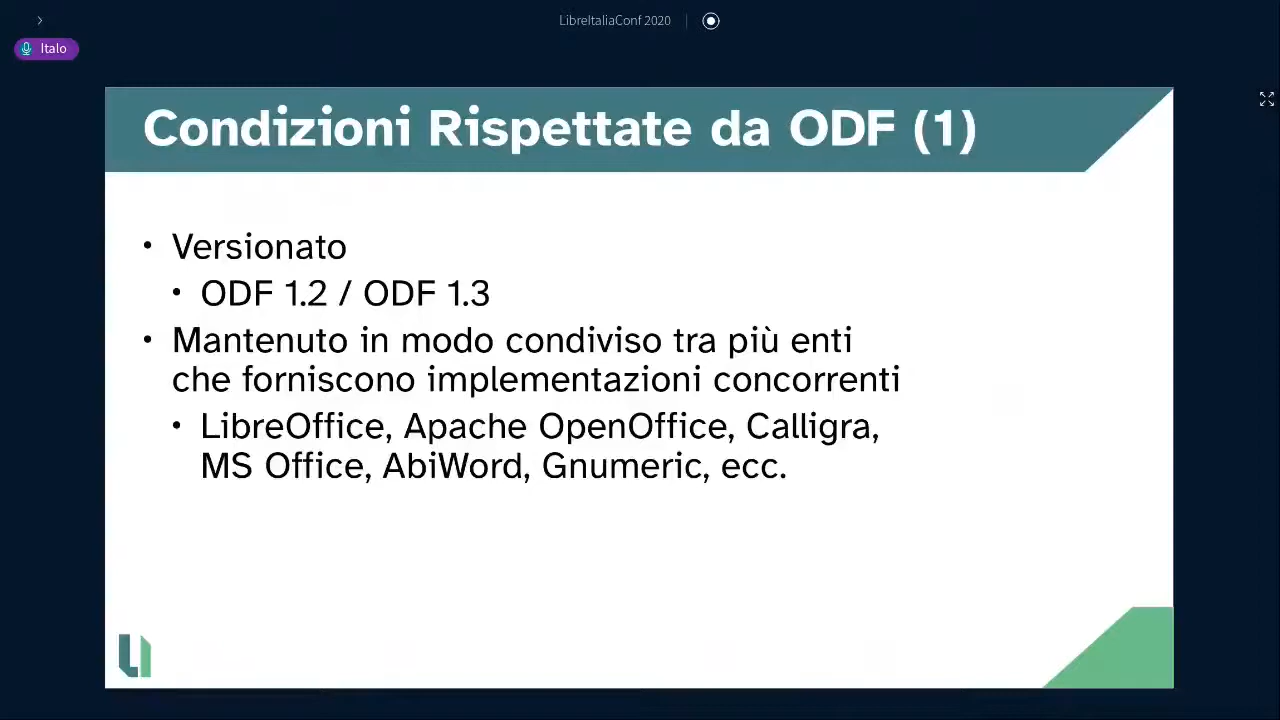 LibreItaliaConf 2020
Italo
Condizioni Rispettate da ODF (1)
• Versionato
• ODF 1.2 / ODF 1.3
• Mantenuto in modo condiviso tra più enti
che forniscono implementazioni concorrenti
• LibreOffice, Apache OpenOffice, Calligra,
MS Office, AbiWord, Gnumeric, ecc.